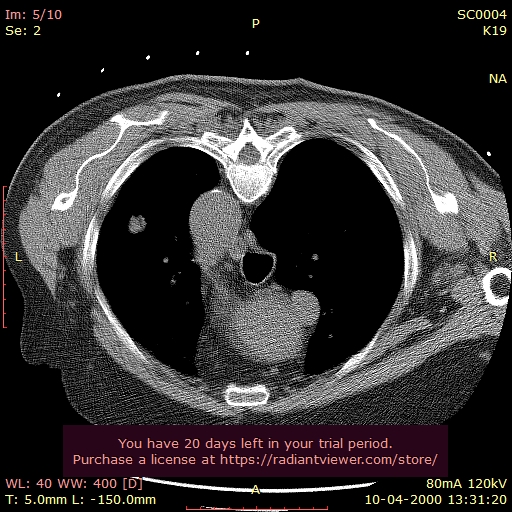 Im: 5/10
Se: 2
P
SC0004
K19
NA
L
R
You have 20 days left in your trial period.
Purchase a license at https://radiantviewer.com/store/
A
WL: 40 WW: 400 [D]
T: 5.0mm L: -150.0mm
80mA 120kV
10-04-2000 13:31:20